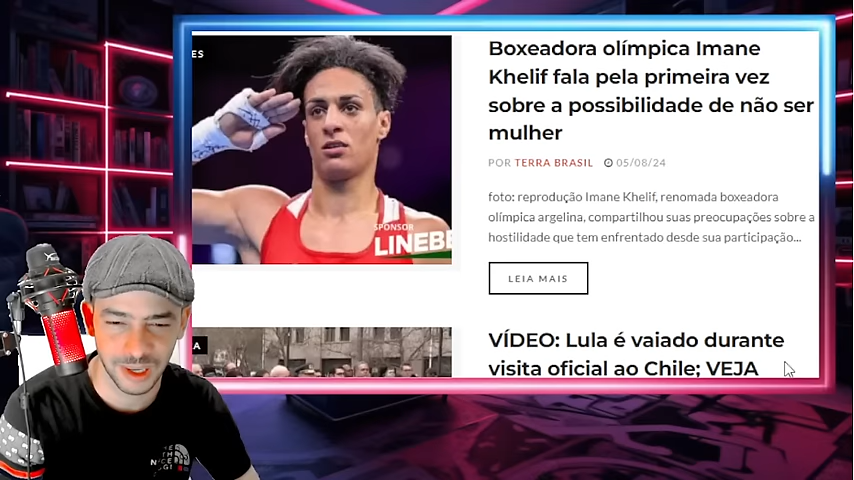 ES
Boxeadora olímpica Imane
Khelif fala pela primeira vez
sobre a possibilidade de não ser
mulher
POR TERRA BRASIL 05/08/24
foto: reprodução Imane Khelif, renomada boxeadora
olímpica argelina, compartilhou suas preocupações sobre a
hostilidade que tem enfrentado desde sua participação...
LEIA MAIS
SPONSOR
LINEBE
A
VÍDEO: Lula é vaiado durante
visita oficial ao Chile; VEJA